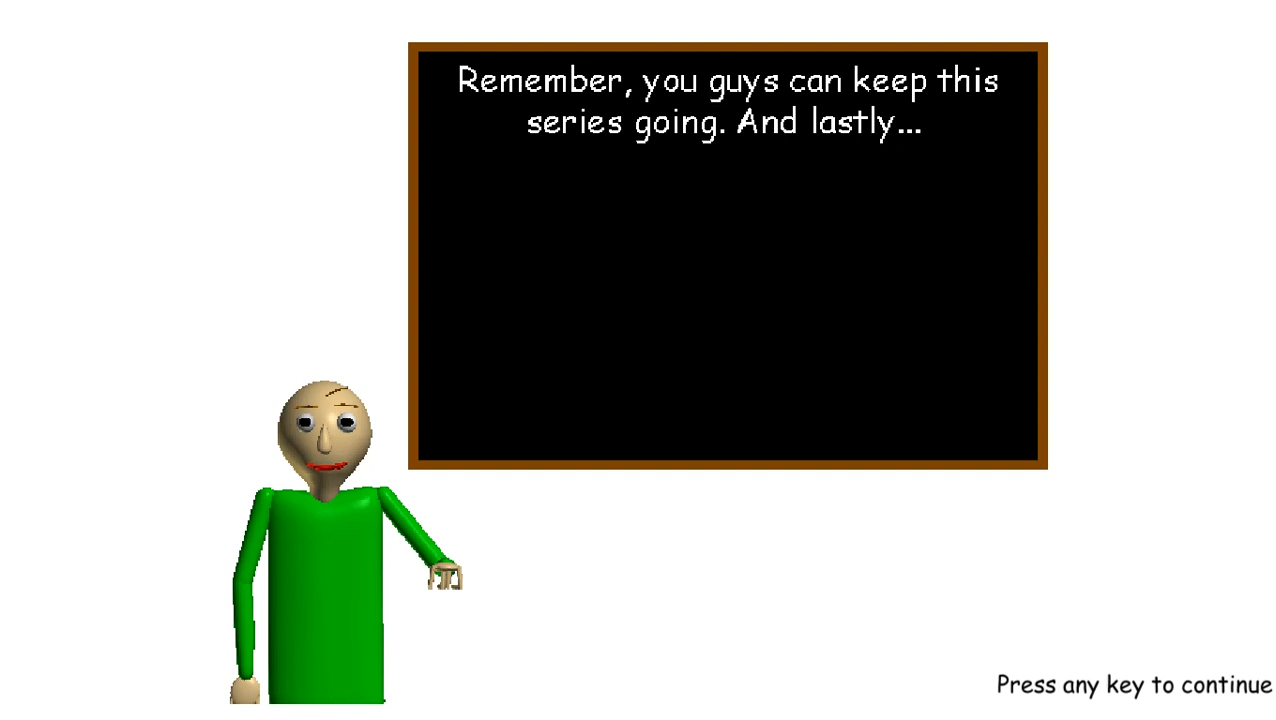 Remember, you guys can keep this
series going. And lastly...
Press any key to continue